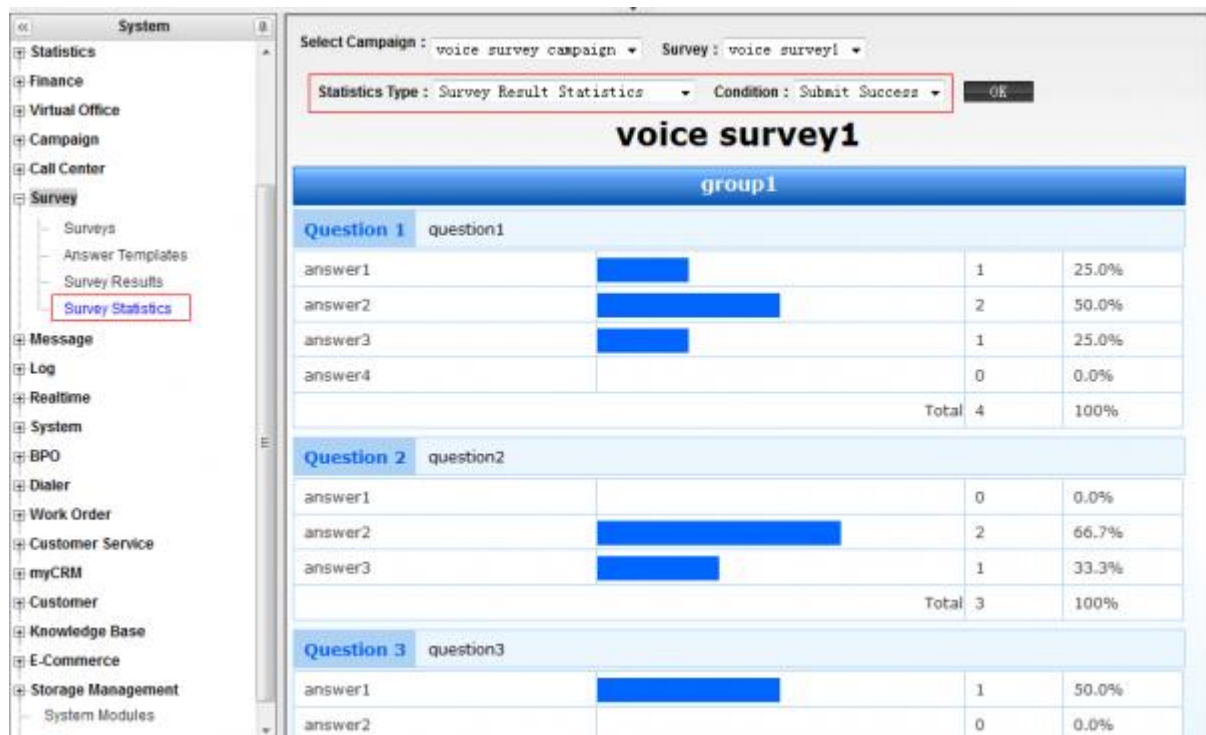 System
Statistics
Finance
Virtual Office
Campaign
Call Center
Survey
Surveys
Answer Templates
Survey Results
Survey Statistics
Message
Log
Realtime
System
BPO
Dialer
Work Order
Customer Service
myCRM
Customer
Knowledge Base
E-Commerce
Storage Management
System Modules
Select Campaign : voice survey campaign Survey : voice survey1
Statistics Type : Survey Result Statistics Condition : Submit Success OK
voice survey1
group1
Question 1 question1
answer1 1 25.0%
answer2 2 50.0%
answer3 1 25.0%
answer4 0 0.0%
Total 4 100%
Question 2 question2
answer1 0 0.0%
answer2 2 66.7%
answer3 1 33.3%
Total 3 100%
Question 3 question3
answer1 1 50.0%
answer2 0 0.0%